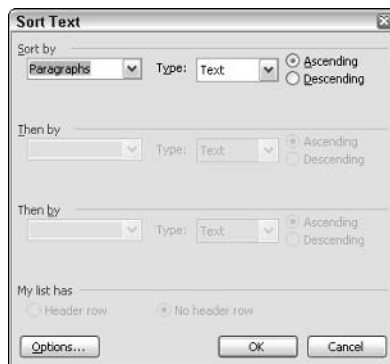 Sort Text
Sort by
Paragraphs Type: Text Ascending
Descending
Then by
Type: Text Ascending
Descending
Then by
Type: Text Ascending
Descending
My list has
Header row No header row
Options... OK Cancel